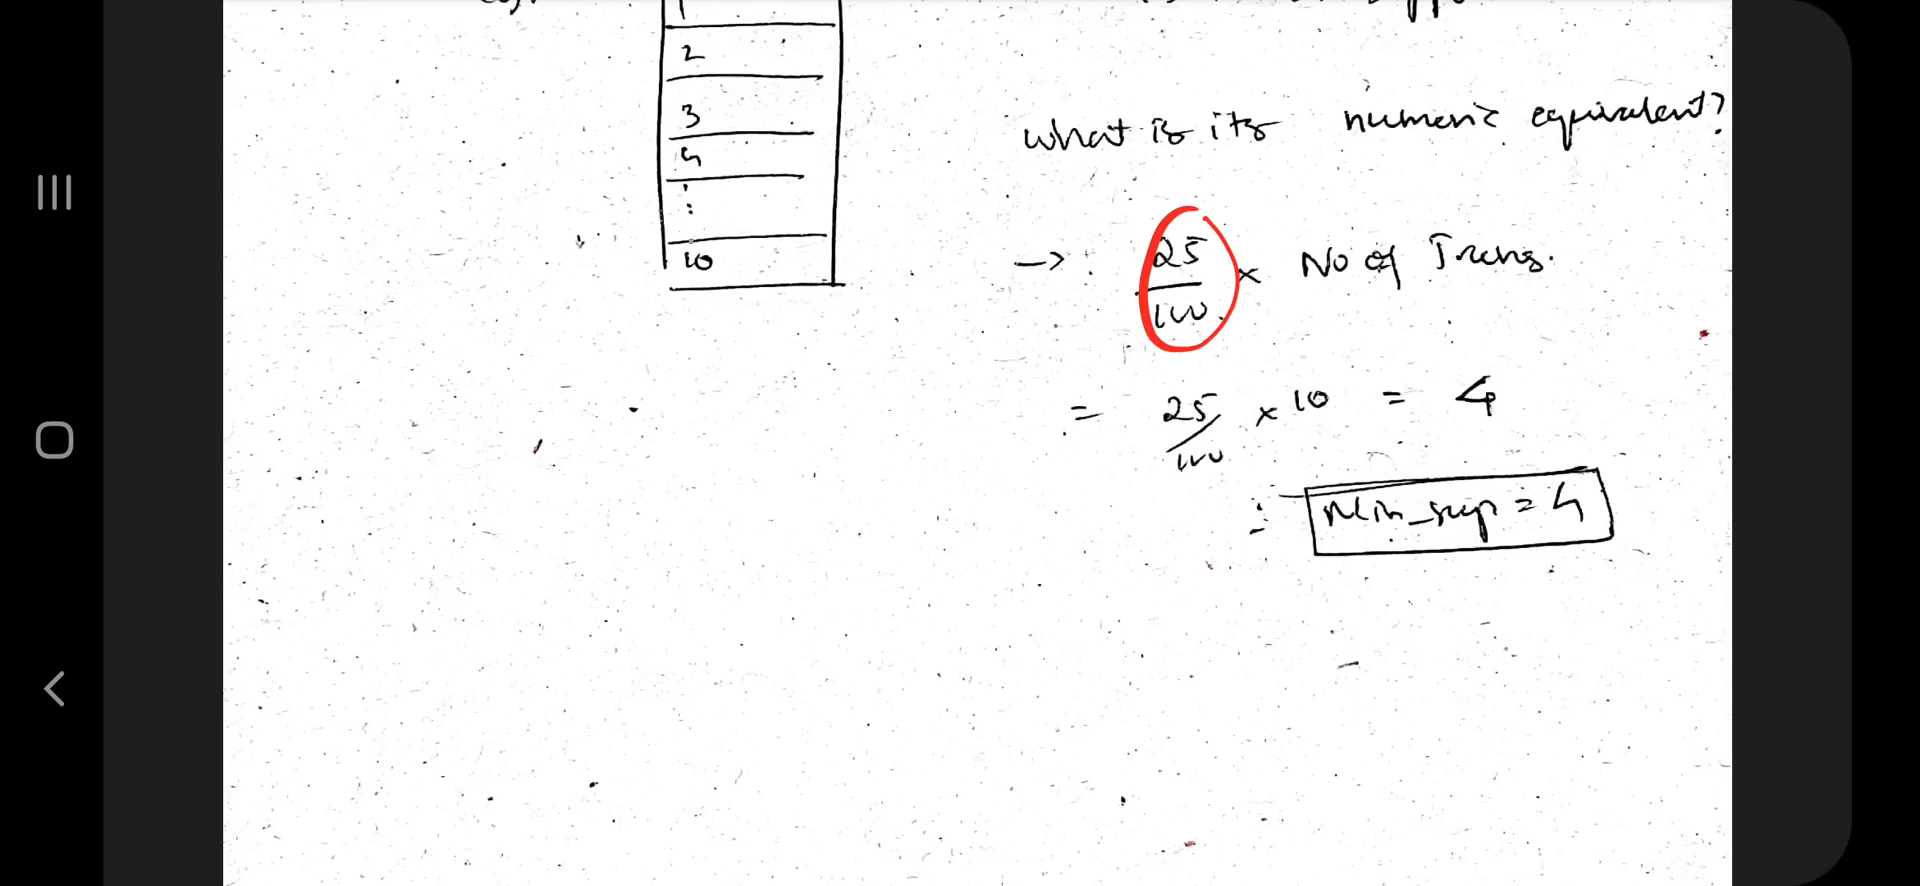 1
2
3
4
:
10
what is its numeric equivalent?
→ 25/100 × No of Trans.
= 25/100 × 10 = 4
∴ Min_sup = 4